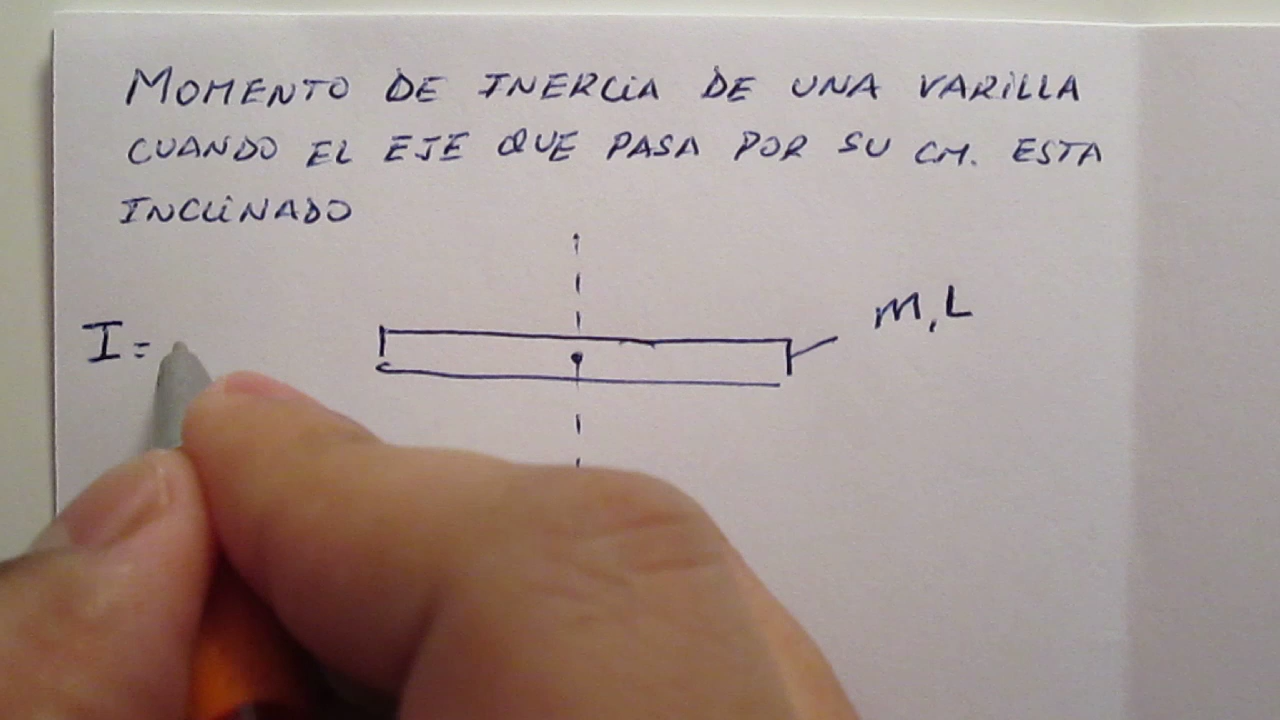 MOMENTO DE INERCIA DE UNA VARILLA
CUANDO EL EJE QUE PASA POR SU CM. ESTA
INCLINADO
M, L
I =